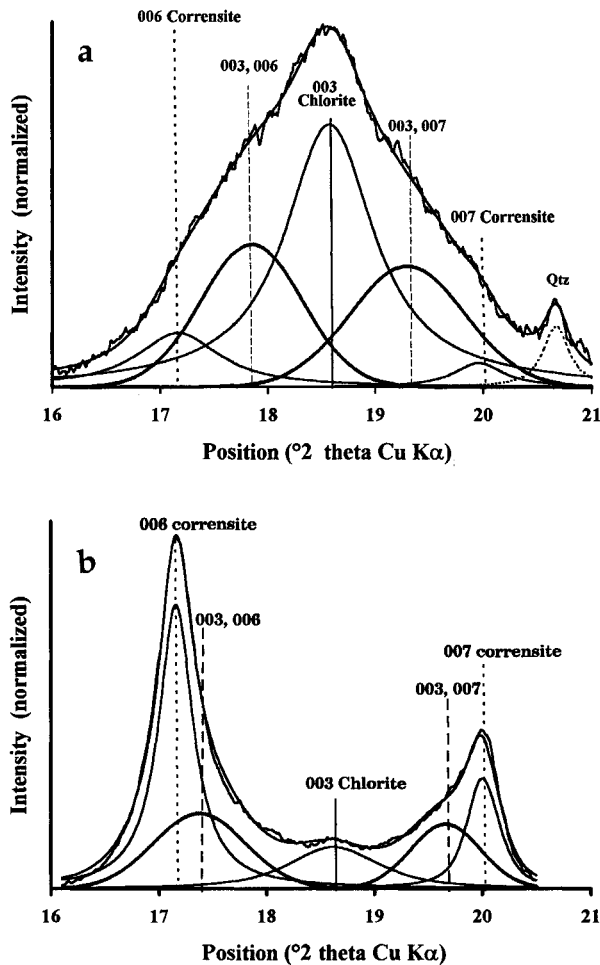 a
006 Corrensite
003, 006
003
Chlorite
003, 007
007 Corrensite
Qtz
Intensity (normalized)
16 17 18 19 20 21
Position (°2 theta Cu Kα)
b
006 corrensite
003, 006
007 corrensite
003, 007
003 Chlorite
Intensity (normalized)
16 17 18 19 20 21
Position (°2 theta Cu Kα)